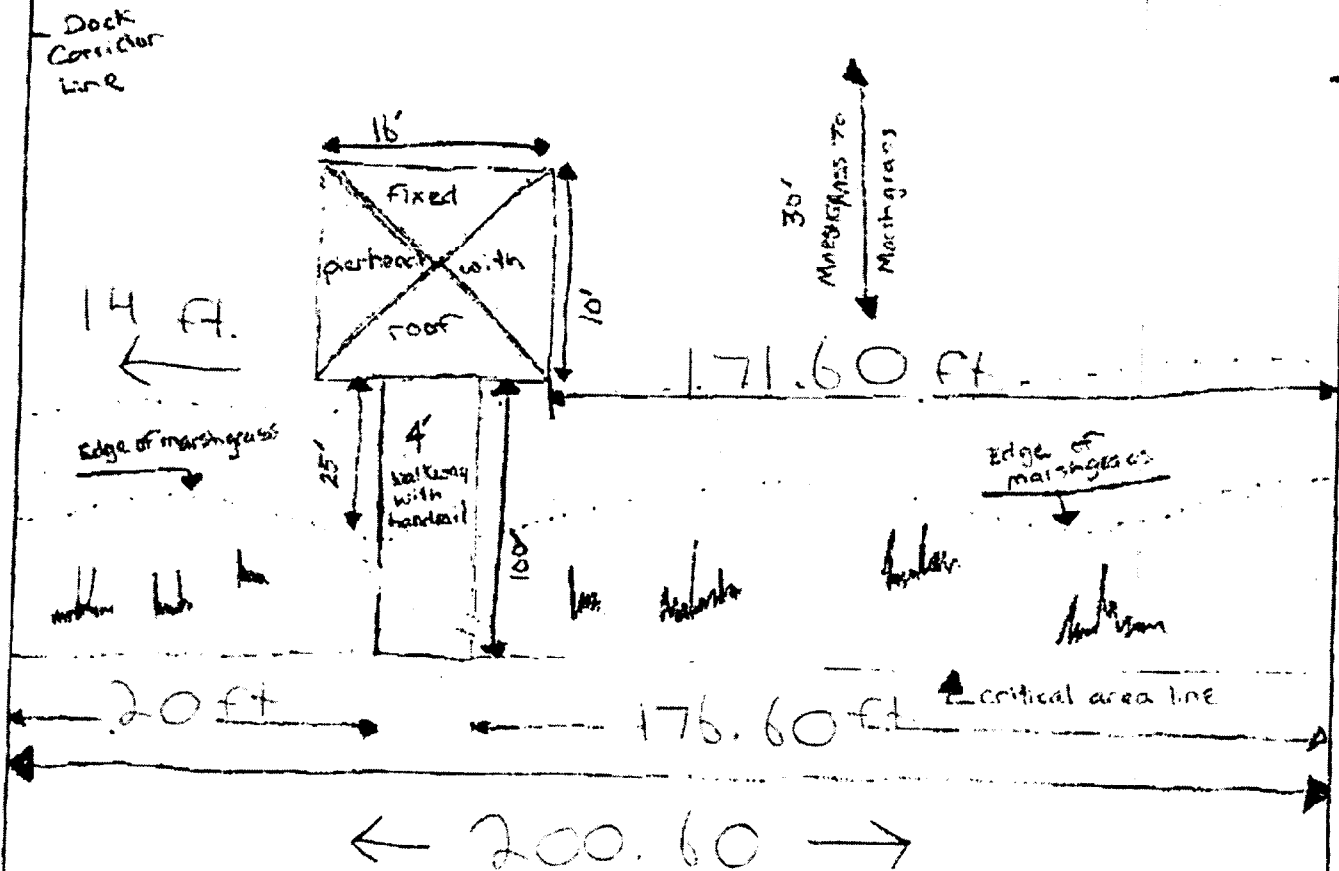 Dock
Corridor
Line
16'
Fixed
pierhead with
roof
10'
30'
Marshgrass to
Marshgrass
14 ft.
171.60 ft
Edge of marshgrass
25'
4'
walkway
with
handrail
100'
Edge of
marshgrass
critical area line
20 ft
176.60 ft
200.60